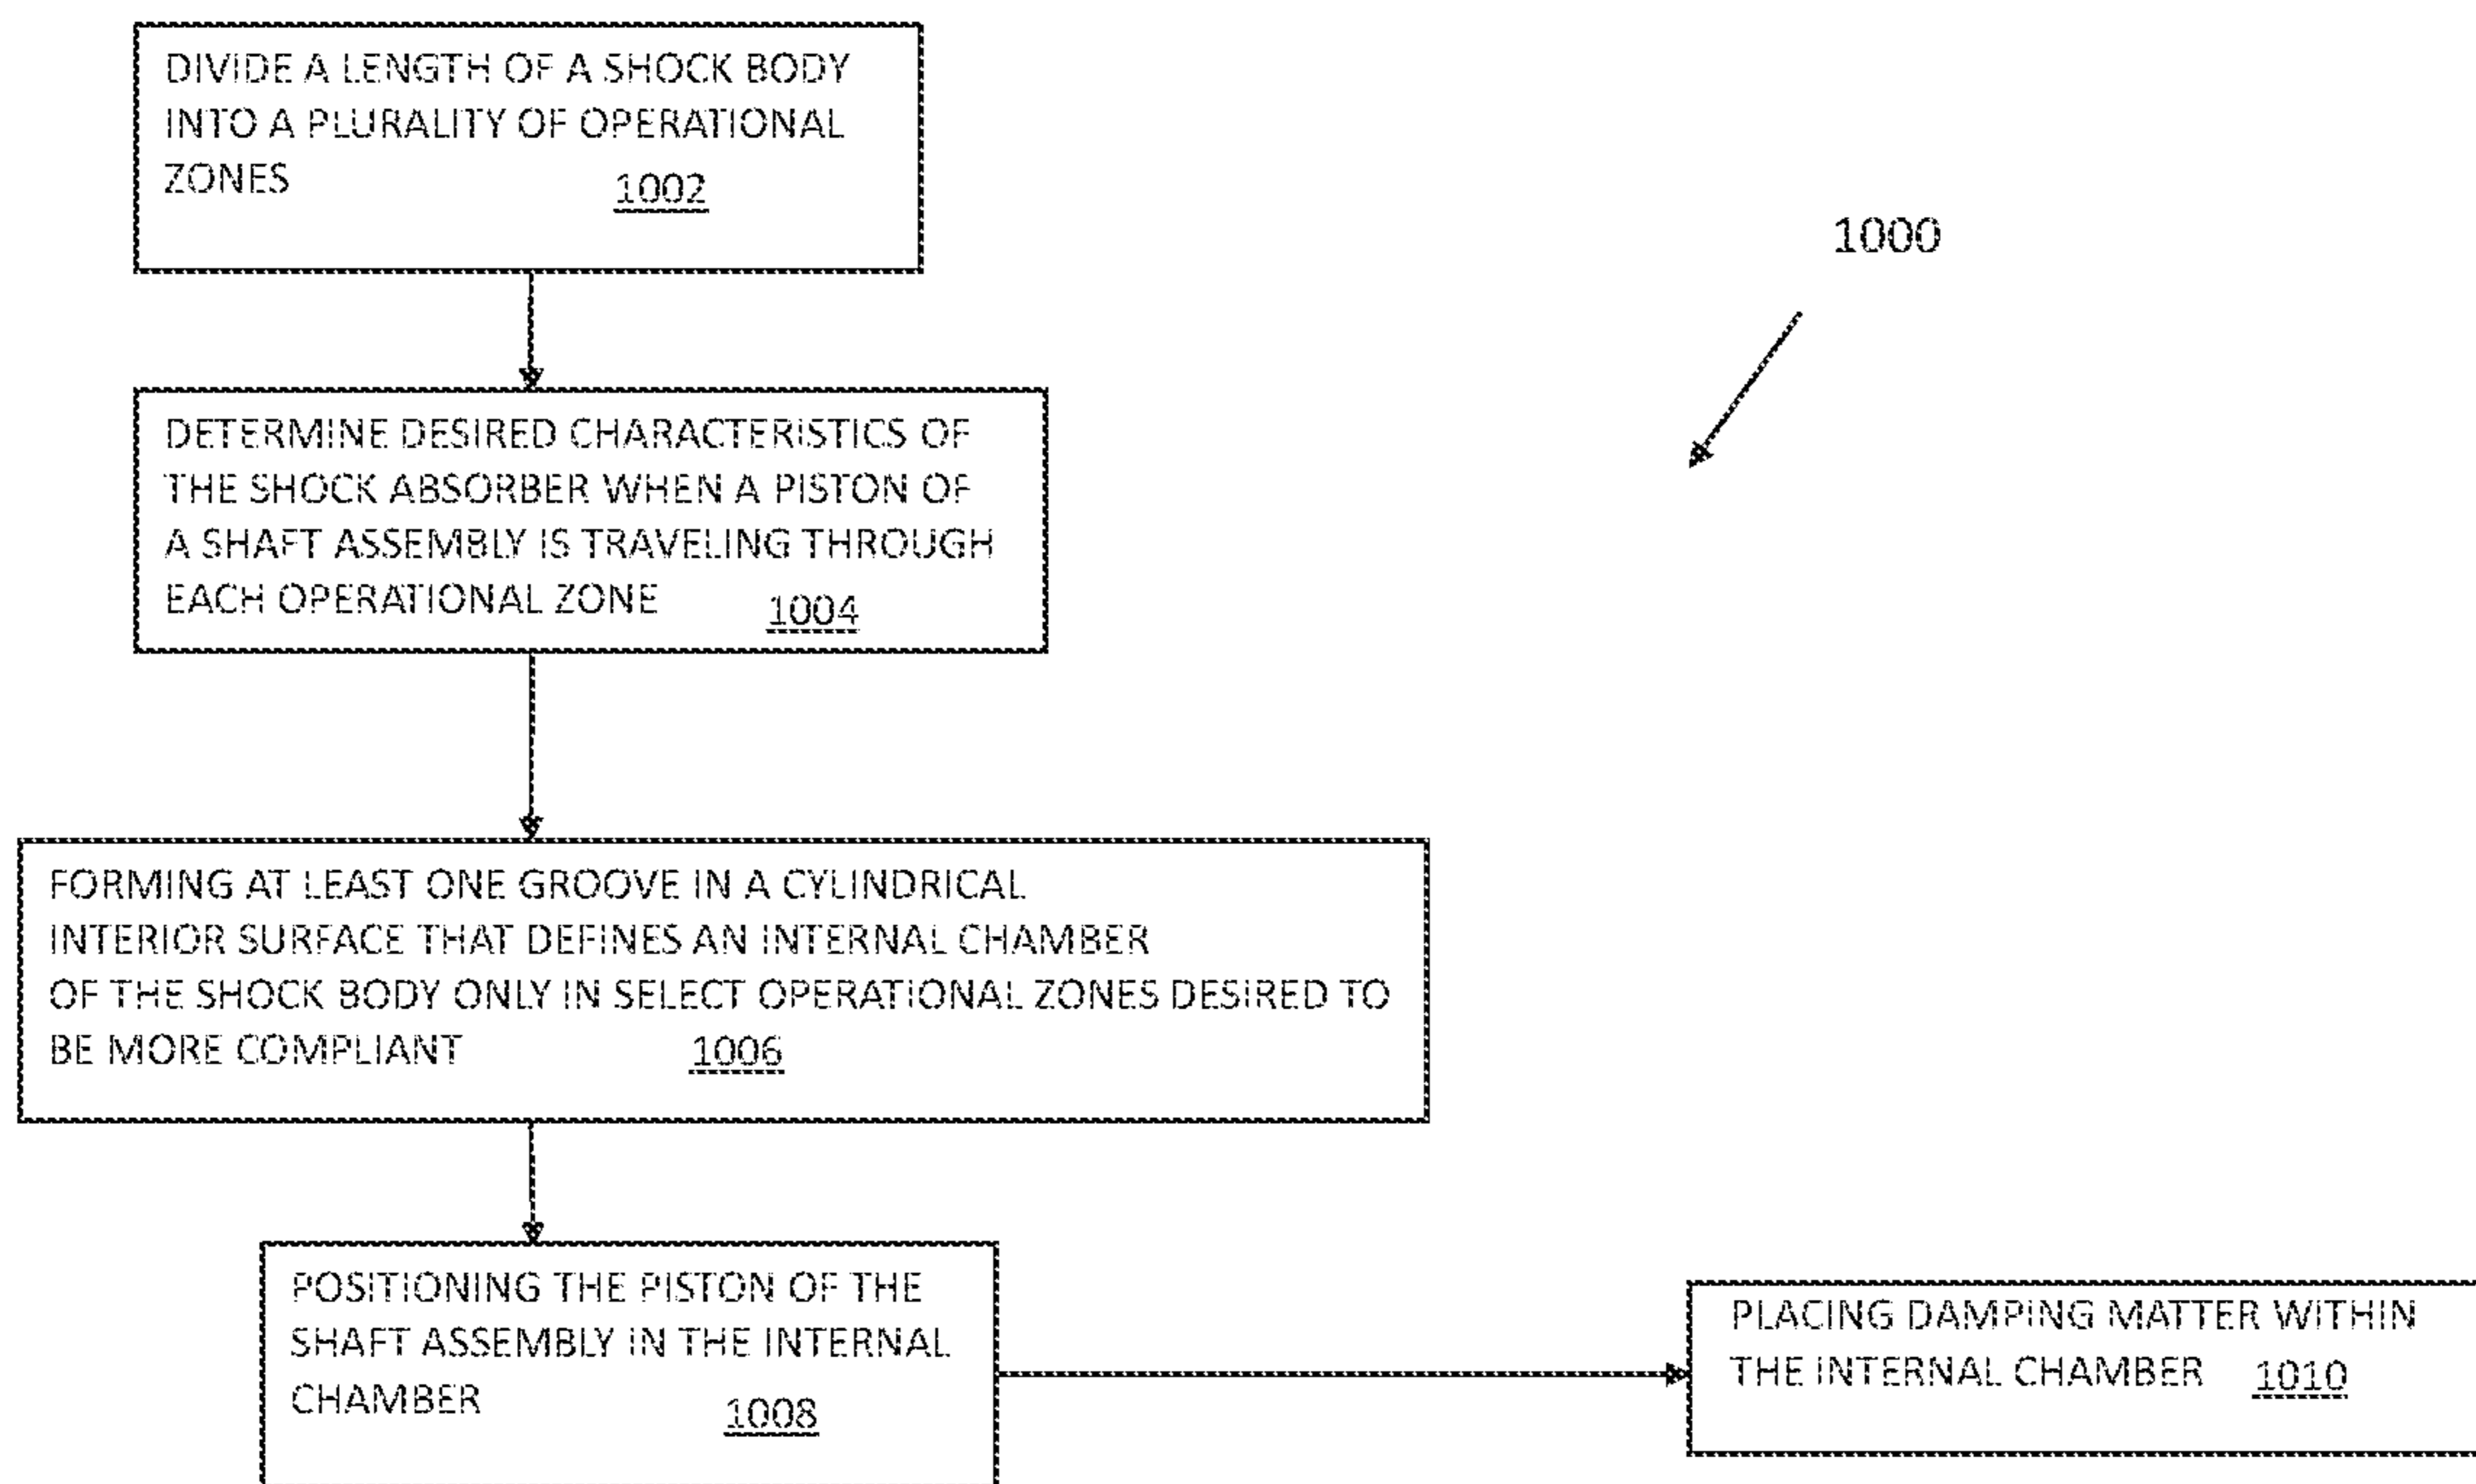 DIVIDE A LENGTH OF A SHOCK BODY
INTO A PLURALITY OF OPERATIONAL
ZONES 1002
1000
DETERMINE DESIRED CHARACTERISTICS OF
THE SHOCK ABSORBER WHEN A PISTON OF
A SHAFT ASSEMBLY IS TRAVELING THROUGH
EACH OPERATIONAL ZONE 1004
FORMING AT LEAST ONE GROOVE IN A CYLINDRICAL
INTERIOR SURFACE THAT DEFINES AN INTERNAL CHAMBER
OF THE SHOCK BODY ONLY IN SELECT OPERATIONAL ZONES DESIRED TO
BE MORE COMPLIANT 1006
POSITIONING THE PISTON OF THE
SHAFT ASSEMBLY IN THE INTERNAL
CHAMBER 1008
PLACING DAMPING MATTER WITHIN
THE INTERNAL CHAMBER 1010